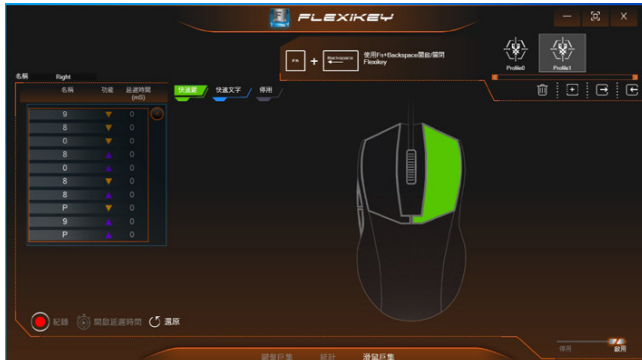 FLEXIKEY
Fn + Backspace 使用Fn+Backspace開啟/關閉
Flexikey
Profile0 Profile1
名稱 Right
名稱 功能 延遲時間
(mS)
快速鍵 快速文字 停用
9 0
8 0
0 0
8 0
0 0
8 0
8 0
P 0
9 0
P 0
記錄 開啟延遲時間 還原
鍵盤巨集 統計 滑鼠巨集
停用 啟用